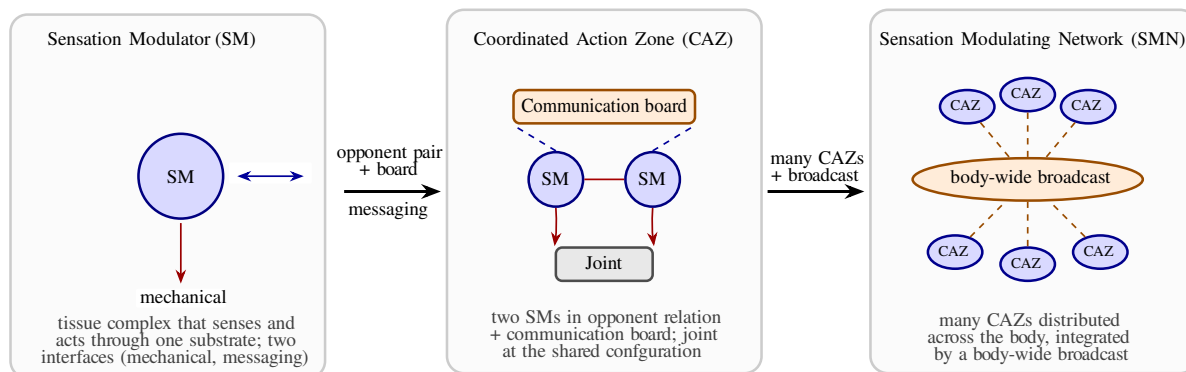 Sensation Modulator (SM)
SM
mechanical
tissue complex that senses and
acts through one substrate; two
interfaces (mechanical, messaging)
opponent pair
+ board
messaging
Coordinated Action Zone (CAZ)
Communication board
SM
SM
Joint
two SMs in opponent relation
+ communication board; joint
at the shared confguration
many CAZs
+ broadcast
Sensation Modulating Network (SMN)
CAZ
CAZ
CAZ
body-wide broadcast
CAZ
CAZ
CAZ
many CAZs distributed
across the body, integrated
by a body-wide broadcast